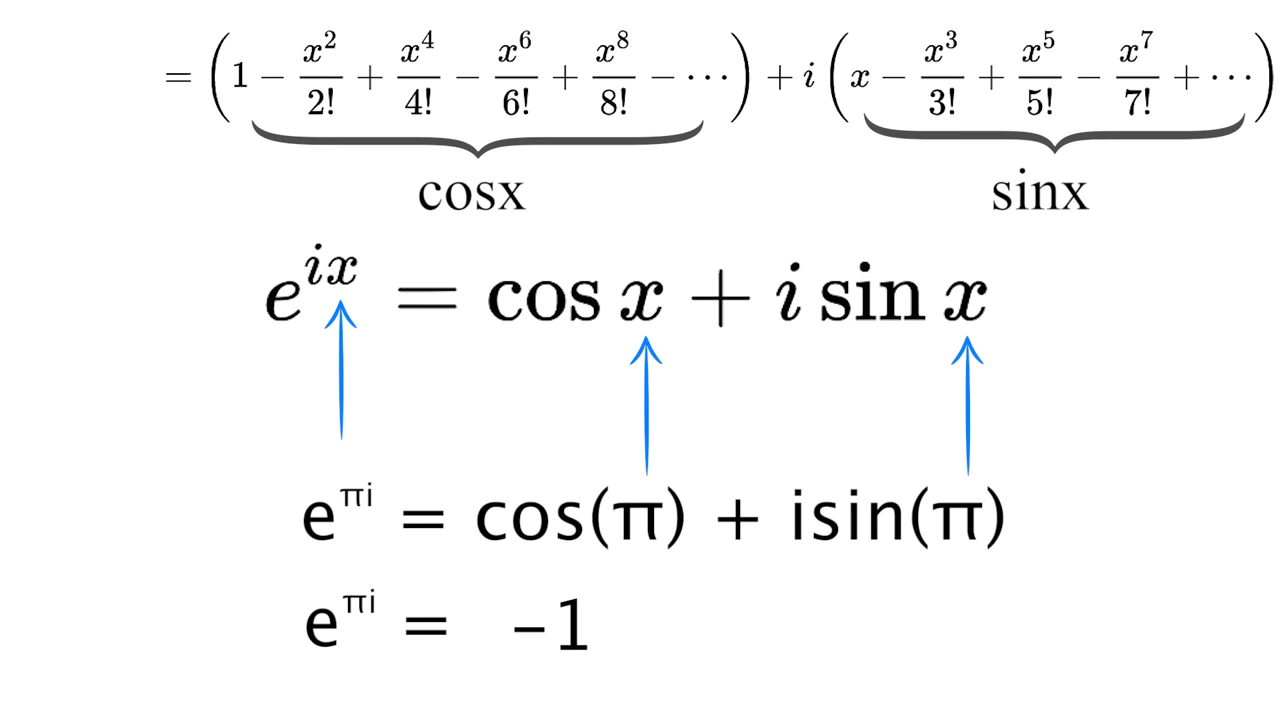 = (1 − x²/2! + x⁴/4! − x⁶/6! + x⁸/8! − ⋯) + i (x − x³/3! + x⁵/5! − x⁷/7! + ⋯)
cosx sinx
eⁱˣ = cos x + i sin x
e^πi = cos(π) + isin(π)
e^πi = -1